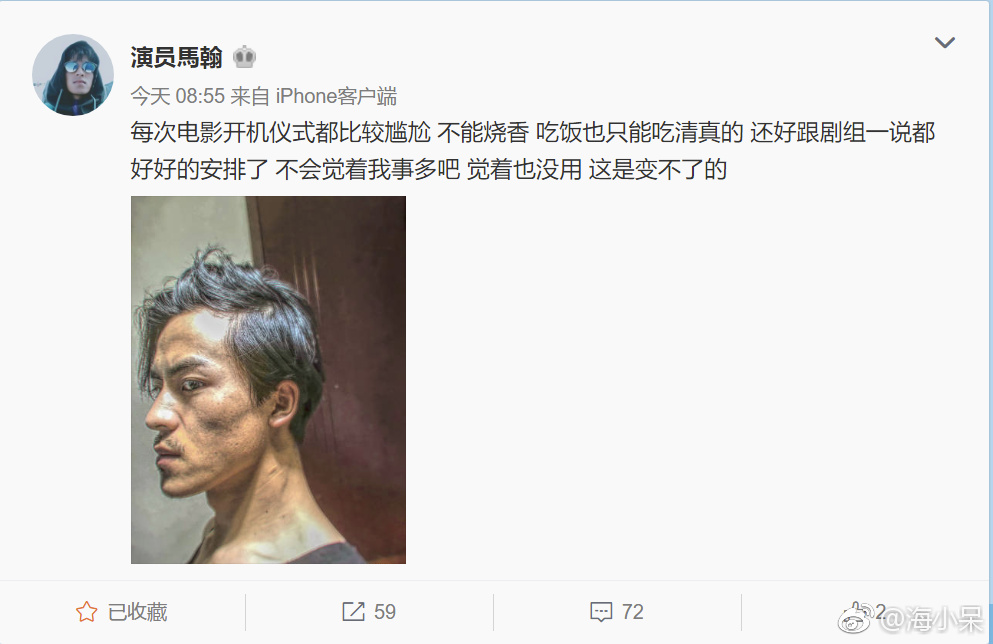 演员馬翰
今天 08:55 来自 iPhone客户端
每次电影开机仪式都比较尴尬 不能烧香 吃饭也只能吃清真的 还好跟剧组一说都
好好的安排了 不会觉着我事多吧 觉着也没用 这是变不了的
已收藏
59
72
2
@海小呆